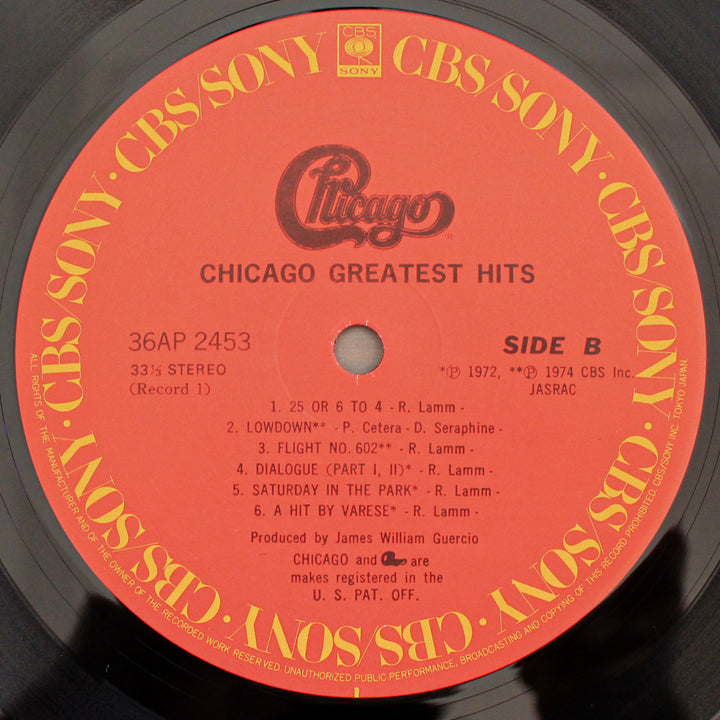 CBS
SONY
CBS/SONY · CBS/SONY · CBS/SONY · CBS/SONY · CBS/SONY · CBS/SONY · CBS/SONY · CBS/SONY
Chicago
CHICAGO GREATEST HITS
36AP 2453
SIDE B
33⅓ STEREO
*Ⓟ 1972, **Ⓟ 1974 CBS Inc.
(Record 1)
JASRAC
1. 25 OR 6 TO 4 - R. Lamm -
2. LOWDOWN** - P. Cetera - D. Seraphine -
3. FLIGHT NO. 602** - R. Lamm -
4. DIALOGUE (PART I, II)* - R. Lamm -
5. SATURDAY IN THE PARK* - R. Lamm -
6. A HIT BY VARESE* - R. Lamm -
Produced by James William Guercio
CHICAGO and are
makes registered in the
U. S. PAT. OFF.
ALL RIGHTS OF THE MANUFACTURER AND OF THE OWNER OF THE RECORDED WORK RESERVED. UNAUTHORIZED PUBLIC PERFORMANCE, BROADCASTING AND COPYING OF THIS RECORD PROHIBITED. CBS/SONY INC. TOKYO JAPAN